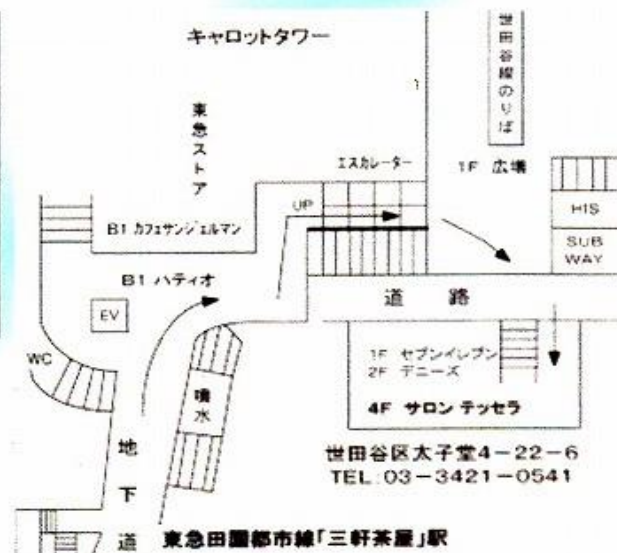 キャロットタワー
世田谷線のりば
東急ストア
エスカレーター
1F 広場
UP
HIS
B1 カフェサンジェルマン
SUB
WAY
B1 パティオ
道 路
EV
1F セブンイレブン
2F デニーズ
WC
噴水
4F サロン テッセラ
地下道
世田谷区太子堂4-22-6
TEL:03-3421-0541
東急田園都市線「三軒茶屋」駅